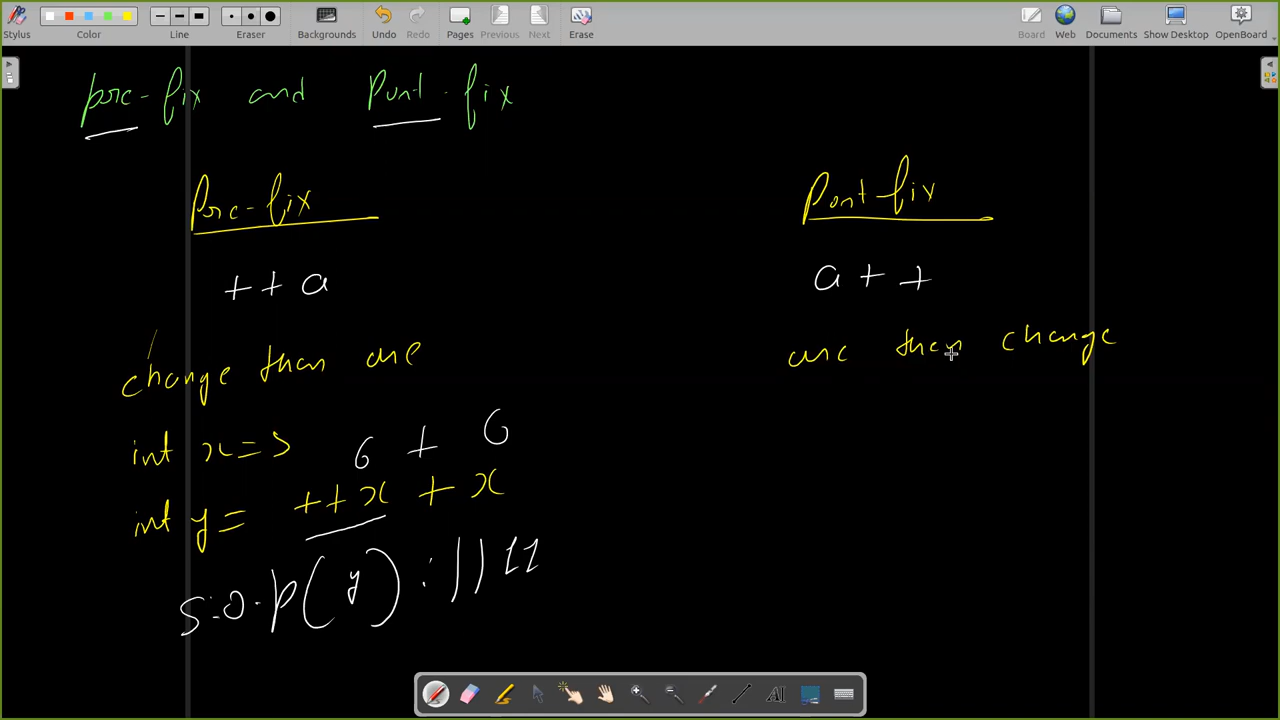 Stylus Color Line Eraser Backgrounds Undo Redo Pages Previous Next Erase Board Web Documents Show Desktop OpenBoard
pre-fix and Post-fix
Pre-fix Post-fix
++a a++
change than use use then change
int x=5 6 + 6
int y= ++x + x
S.O.P(y) : // 12